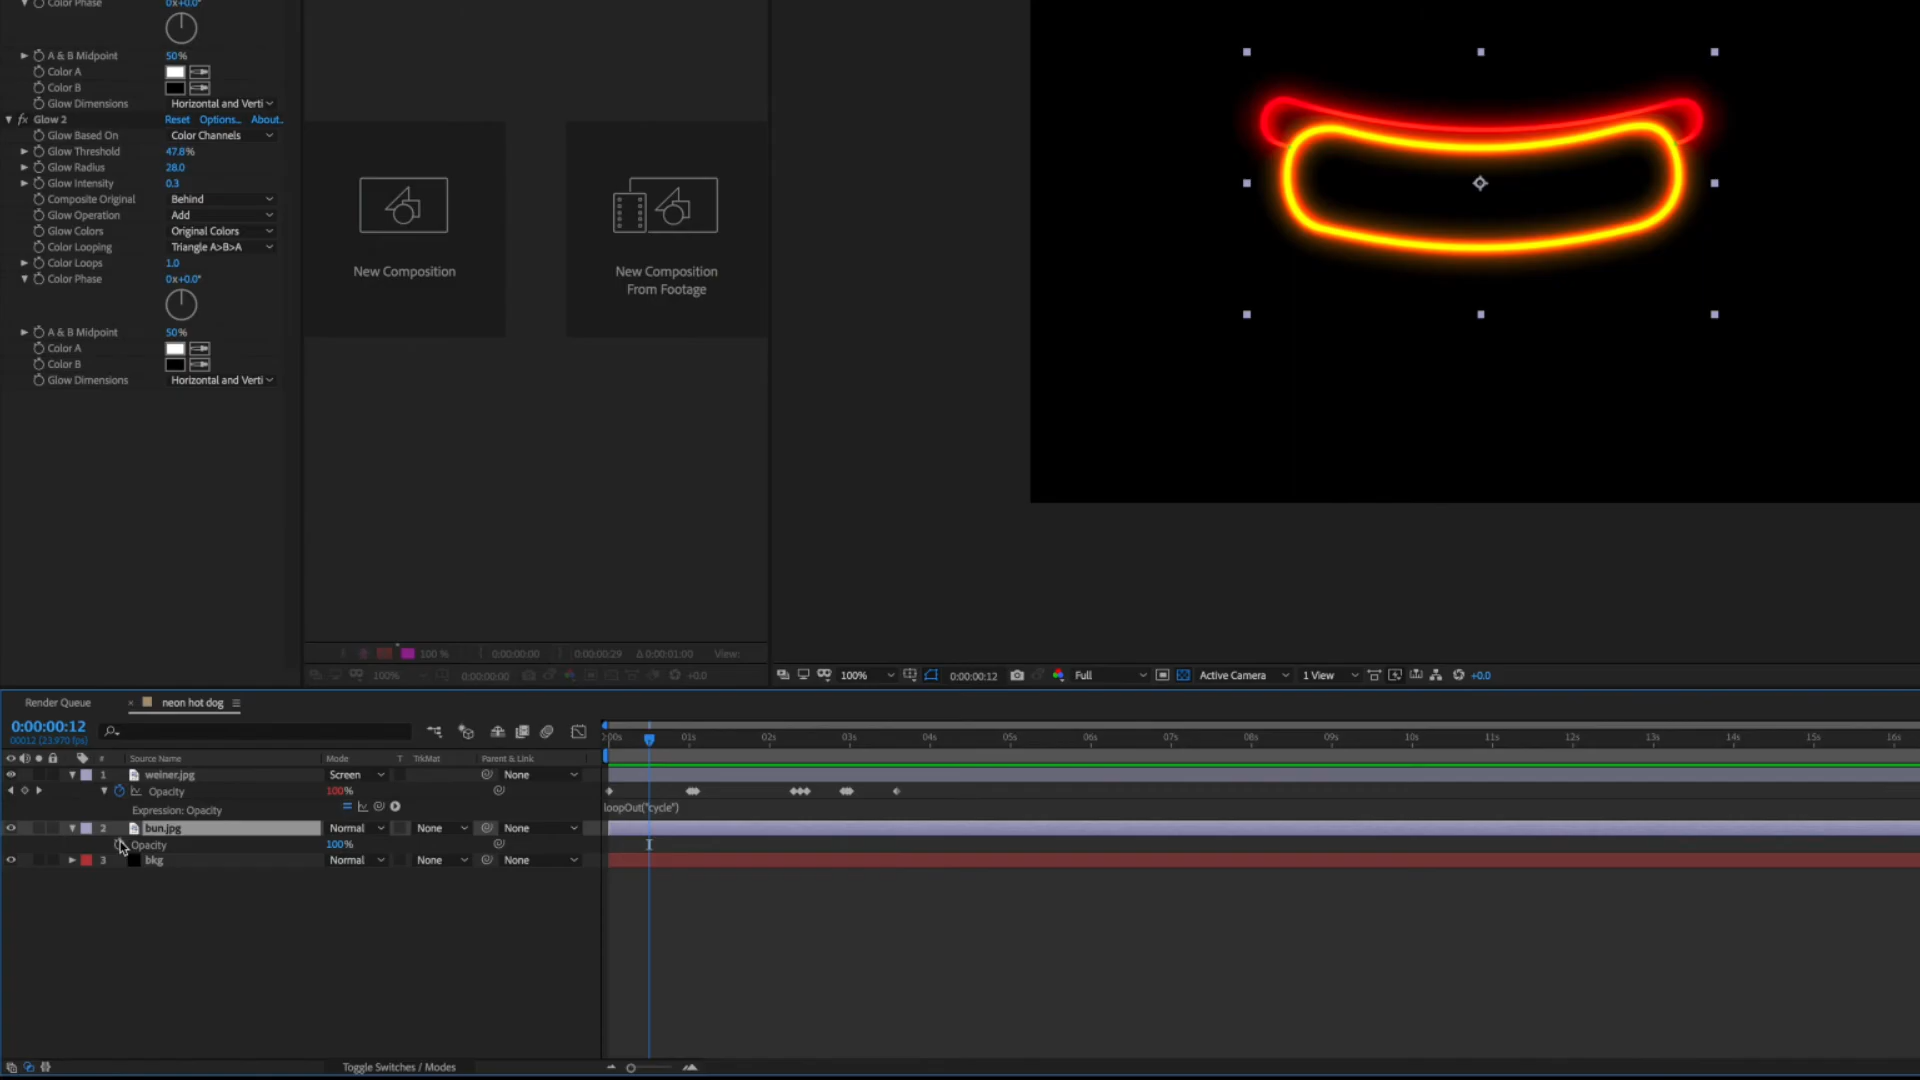 Color Phase 0x+0.0°
A & B Midpoint 50%
Color A
Color B
Glow Dimensions Horizontal and Verti
fx Glow 2 Reset Options... About..
Glow Based On Color Channels
Glow Threshold 47.8%
Glow Radius 28.0
Glow Intensity 0.3
Composite Original Behind
Glow Operation Add
Glow Colors Original Colors
Color Looping Triangle A>B>A
Color Loops 1.0
Color Phase 0x+0.0°
A & B Midpoint 50%
Color A
Color B
Glow Dimensions Horizontal and Verti
New Composition
New Composition
From Footage
100 % 0:00:00:00 0:00:00:29 Δ 0:00:01:00 View:
100% 0:00:00:00 +0.0
100% 0:00:00:12 Full Active Camera 1 View +0.0
Render Queue × neon hot dog
0:00:00:12
00012 (23.970 fps)
:00s 01s 02s 03s 04s 05s 06s 07s 08s 09s 10s 11s 12s 13s 14s 15s 16s
# Source Name Mode T TrkMat Parent & Link
1 weiner.jpg Screen None
Opacity 100%
Expression: Opacity loopOut("cycle")
2 bun.jpg Normal None None
Opacity 100%
3 bkg Normal None None
Toggle Switches / Modes